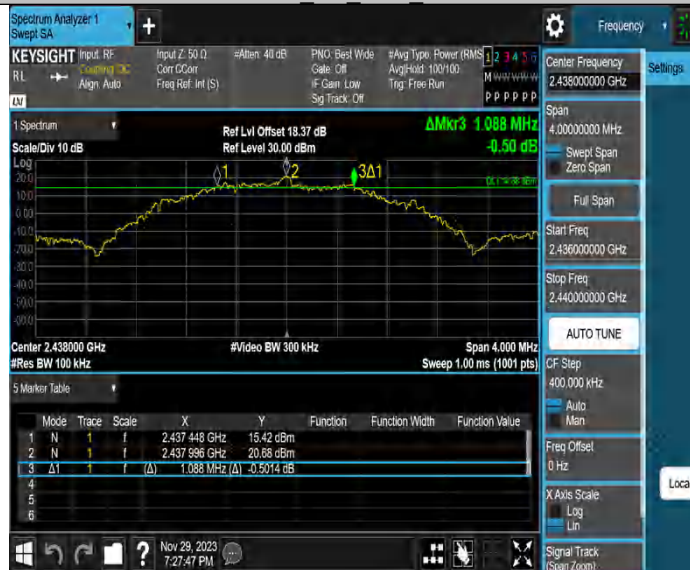 Spectrum Analyzer 1
Swept SA
Frequency
KEYSIGHT Input: RF
RL
Coupling: DC
Align: Auto
Input Z: 50 Ω
Corr CCorr
Freq Ref: Int (S)
#Atten: 40 dB
PNO: Best Wide
Gate: Off
IF Gain: Low
Sig Track: Off
#Avg Type: Power (RMS
Avg|Hold: 100/100
Trig: Free Run
1 2 3 4 5 6
M W W W W W
P P P P P P
Center Frequency
2.438000000 GHz
Settings
Span
4.00000000 MHz
Swept Span
Zero Span
Full Span
Start Freq
2.436000000 GHz
Stop Freq
2.440000000 GHz
AUTO TUNE
CF Step
400.000 kHz
Auto
Man
Freq Offset
0 Hz
X Axis Scale
Log
Lin
Signal Track
(Span Zoom)
Local
1 Spectrum
Scale/Div 10 dB
Ref Lvl Offset 18.37 dB
Ref Level 30.00 dBm
ΔMkr3 1.088 MHz
-0.50 dB
Log
20.0
10.0
0.00
-10.0
-20.0
-30.0
-40.0
-50.0
-60.0
1
2
3Δ1
Center 2.438000 GHz
#Res BW 100 kHz
#Video BW 300 kHz
Span 4.000 MHz
Sweep 1.00 ms (1001 pts)
5 Marker Table
Mode Trace Scale X Y Function Function Width Function Value
1 N 1 f 2.437 448 GHz 15.42 dBm
2 N 1 f 2.437 996 GHz 20.68 dBm
3 Δ1 1 f (Δ) 1.088 MHz (Δ) -0.5014 dB
4
5
6
Nov 29, 2023
7:27:47 PM